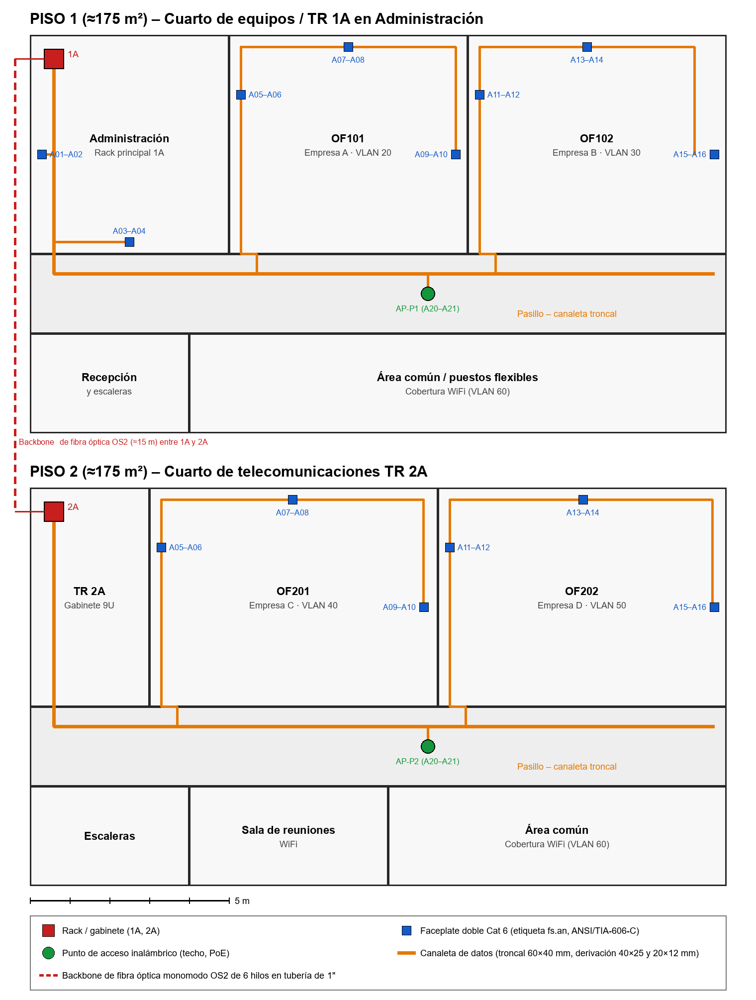 PISO 1 (≈175 m²) – Cuarto de equipos / TR 1A en Administración
1A
A07–A08
A13–A14
A05–A06
A11–A12
Administración
Rack principal 1A
A01–A02
OF101
Empresa A · VLAN 20
A09–A10
OF102
Empresa B · VLAN 30
A15–A16
A03–A04
AP-P1 (A20–A21)
Pasillo – canaleta troncal
Recepción
y escaleras
Área común / puestos flexibles
Cobertura WiFi (VLAN 60)
Backbone de fibra óptica OS2 (≈15 m) entre 1A y 2A
PISO 2 (≈175 m²) – Cuarto de telecomunicaciones TR 2A
2A
A07–A08
A13–A14
A05–A06
A11–A12
TR 2A
Gabinete 9U
OF201
Empresa C · VLAN 40
A09–A10
OF202
Empresa D · VLAN 50
A15–A16
AP-P2 (A20–A21)
Pasillo – canaleta troncal
Escaleras
Sala de reuniones
WiFi
Área común
Cobertura WiFi (VLAN 60)
5 m
Rack / gabinete (1A, 2A)
Faceplate doble Cat 6 (etiqueta fs.an, ANSI/TIA-606-C)
Punto de acceso inalámbrico (techo, PoE)
Canaleta de datos (troncal 60×40 mm, derivación 40×25 y 20×12 mm)
Backbone de fibra óptica monomodo OS2 de 6 hilos en tubería de 1"